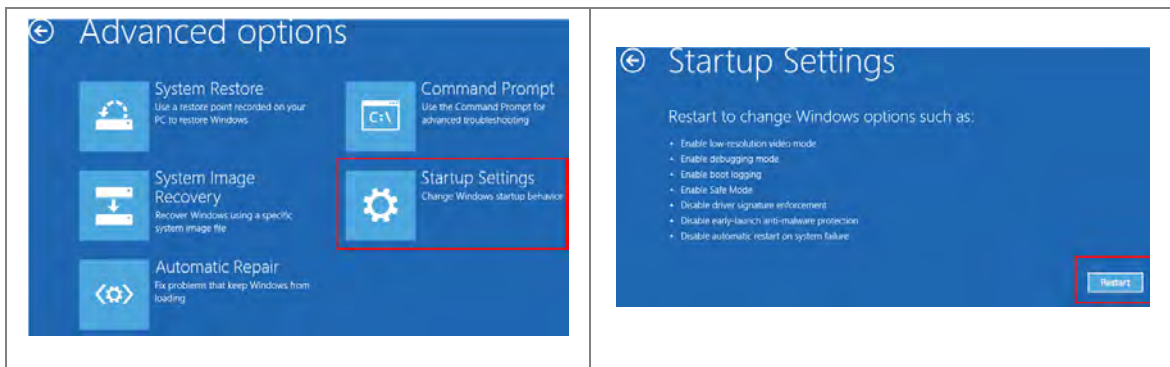 Advanced options
System Restore
Use a restore point recorded on your
PC to restore Windows
Command Prompt
Use the Command Prompt for
advanced troubleshooting
C:\
System Image
Recovery
Recover Windows using a specific
system image file
Startup Settings
Change Windows startup behavior
Automatic Repair
Fix problems that keep Windows from
loading
Startup Settings
Restart to change Windows options such as:
• Enable low-resolution video mode
• Enable debugging mode
• Enable boot logging
• Enable Safe Mode
• Disable driver signature enforcement
• Disable early-launch anti-malware protection
• Disable automatic restart on system failure
Restart